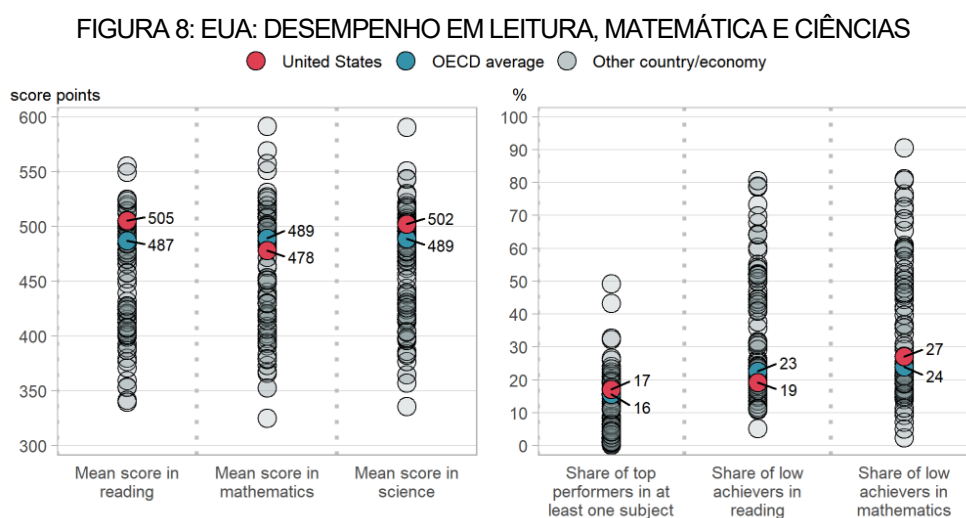 FIGURA 8: EUA: DESEMPENHO EM LEITURA, MATEMÁTICA E CIÊNCIAS
United States OECD average Other country/economy
score points
600
550
500
450
400
350
300
505
487
489
478
502
489
Mean score in
reading
Mean score in
mathematics
Mean score in
science
%
100
90
80
70
60
50
40
30
20
10
0
17
16
23
19
27
24
Share of top
performers in at
least one subject
Share of low
achievers in
reading
Share of low
achievers in
mathematics